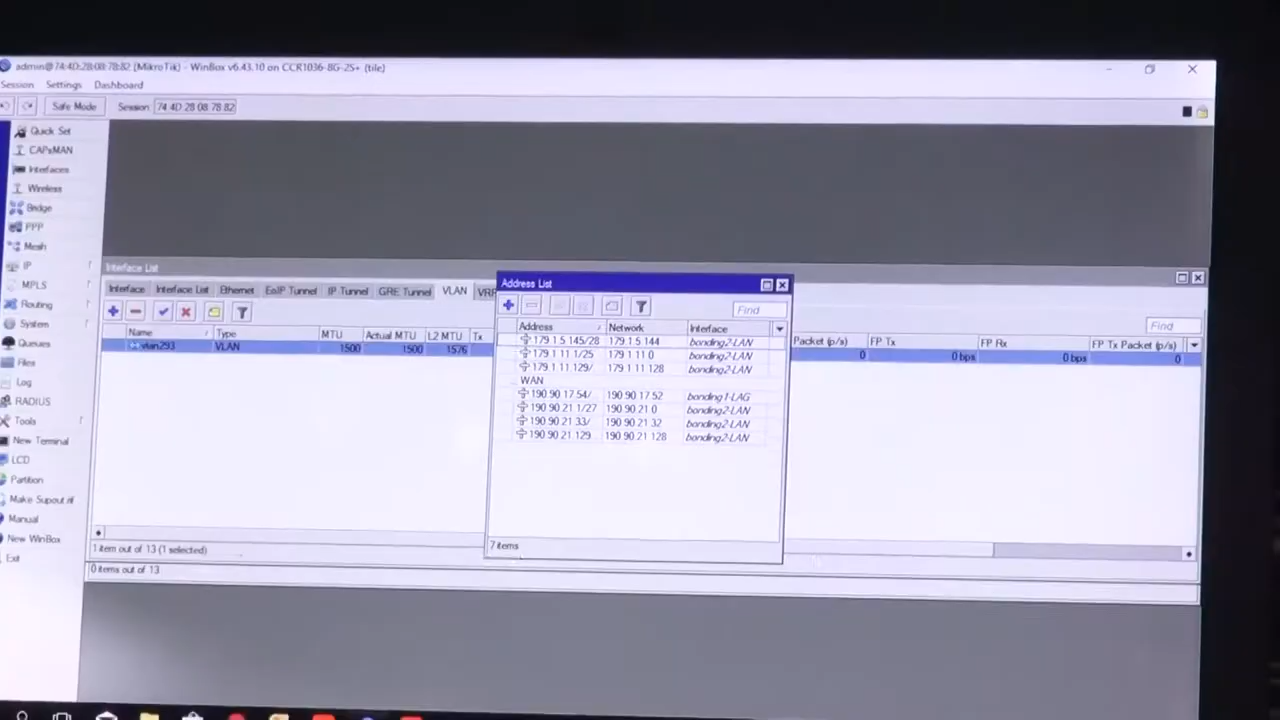 admin@74:4D:28:08:78:82 (MikroTik) - WinBox v6.43.10 on CCR1036-8G-2S+ (tile)
Session Settings Dashboard
Safe Mode Session: 74:4D:28:08:78:82
Quick Set
CAPsMAN
Interfaces
Wireless
Bridge
PPP
Mesh
IP
MPLS
Routing
System
Queues
Files
Log
RADIUS
Tools
New Terminal
LCD
Partition
Make Supout.rif
Manual
New WinBox
Exit
Interface List
Interface Interface List Ethernet EoIP Tunnel IP Tunnel GRE Tunnel VLAN VRR
Find
Name Type MTU Actual MTU L2 MTU Tx
vlan293 VLAN 1500 1500 1576
Packet (p/s) FP Tx FP Rx FP Tx Packet (p/s)
0 0 bps 0 bps 0
1 item out of 13 (1 selected)
0 items out of 13
Address List
Find
Address Network Interface
179.1.5.145/28 179.1.5.144 bonding2-LAN
179.1.11.1/25 179.1.11.0 bonding2-LAN
179.1.11.129/ 179.1.11.128 bonding2-LAN
... WAN
190.90.17.54/ 190.90.17.52 bonding1-LAG
190.90.21.1/27 190.90.21.0 bonding2-LAN
190.90.21.33/ 190.90.21.32 bonding2-LAN
190.90.21.129 190.90.21.128 bonding2-LAN
7 items